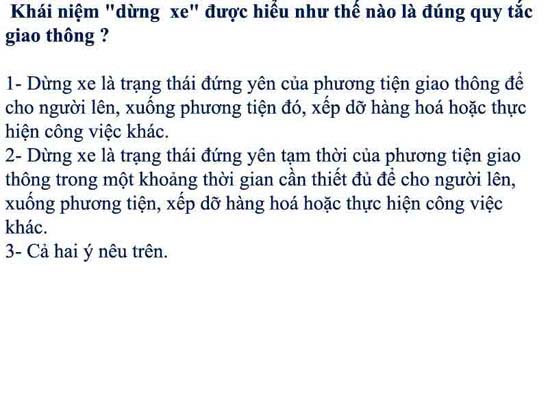 Khái niệm "dừng xe" được hiểu như thế nào là đúng quy tắc
giao thông ?
1- Dừng xe là trạng thái đứng yên của phương tiện giao thông để
cho người lên, xuống phương tiện đó, xếp dỡ hàng hoá hoặc thực
hiện công việc khác.
2- Dừng xe là trạng thái đứng yên tạm thời của phương tiện giao
thông trong một khoảng thời gian cần thiết đủ để cho người lên,
xuống phương tiện, xếp dỡ hàng hoá hoặc thực hiện công việc
khác.
3- Cả hai ý nêu trên.